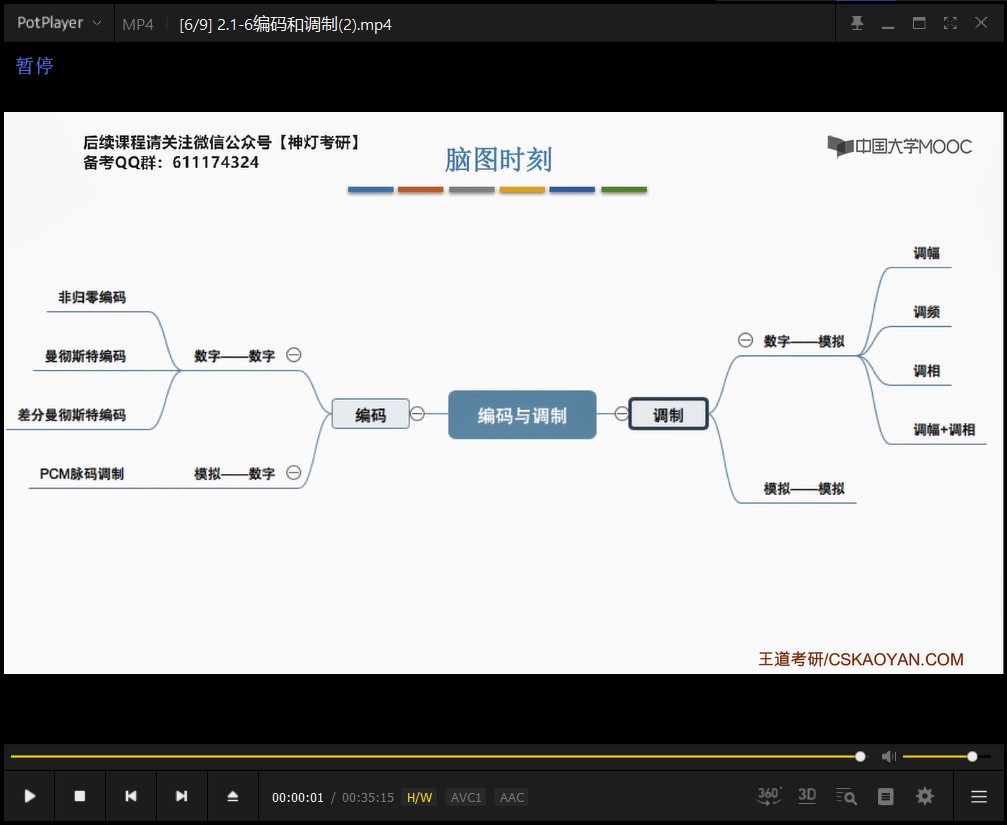 PotPlayer
MP4
[6/9] 2.1-6编码和调制(2).mp4
暂停
后续课程请关注微信公众号【神灯考研】
备考QQ群：611174324
脑图时刻
中国大学MOOC
非归零编码
曼彻斯特编码
差分曼彻斯特编码
数字——数字
PCM脉码调制
模拟——数字
编码
编码与调制
调制
数字——模拟
调幅
调频
调相
调幅+调相
模拟——模拟
王道考研/CSKAOYAN.COM
00:00:01 / 00:35:15 H/W AVC1 AAC
360°
3D